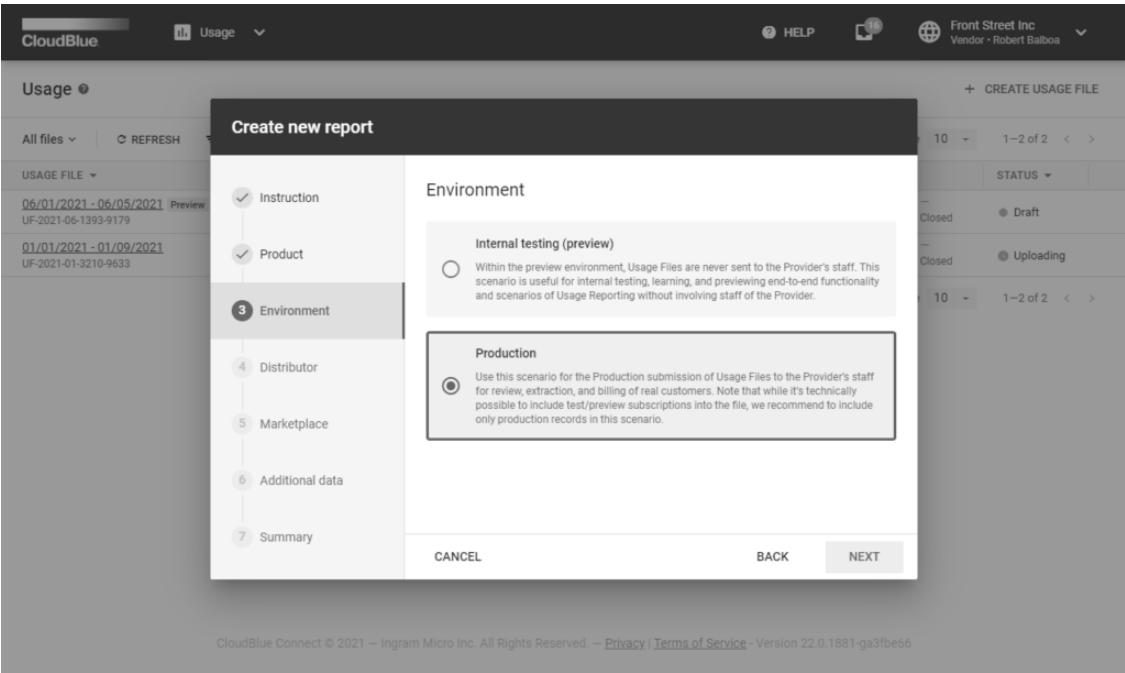 CloudBlue
Usage
HELP
16
Front Street Inc
Vendor • Robert Balboa
Usage
+ CREATE USAGE FILE
All files
REFRESH
10
1–2 of 2 < >
USAGE FILE
STATUS
06/01/2021 - 06/05/2021 Preview
UF-2021-06-1393-9179
—
Closed
Draft
01/01/2021 - 01/09/2021
UF-2021-01-3210-9633
—
Closed
Uploading
10
1–2 of 2 < >
Create new report
Instruction
Product
3 Environment
4 Distributor
5 Marketplace
6 Additional data
7 Summary
Environment
Internal testing (preview)
Within the preview environment, Usage Files are never sent to the Provider's staff. This
scenario is useful for internal testing, learning, and previewing end-to-end functionality
and scenarios of Usage Reporting without involving staff of the Provider.
Production
Use this scenario for the Production submission of Usage Files to the Provider's staff
for review, extraction, and billing of real customers. Note that while it's technically
possible to include test/preview subscriptions into the file, we recommend to include
only production records in this scenario.
CANCEL
BACK
NEXT
CloudBlue Connect © 2021 — Ingram Micro Inc. All Rights Reserved. — Privacy | Terms of Service - Version 22.0.1881-ga3fbe66